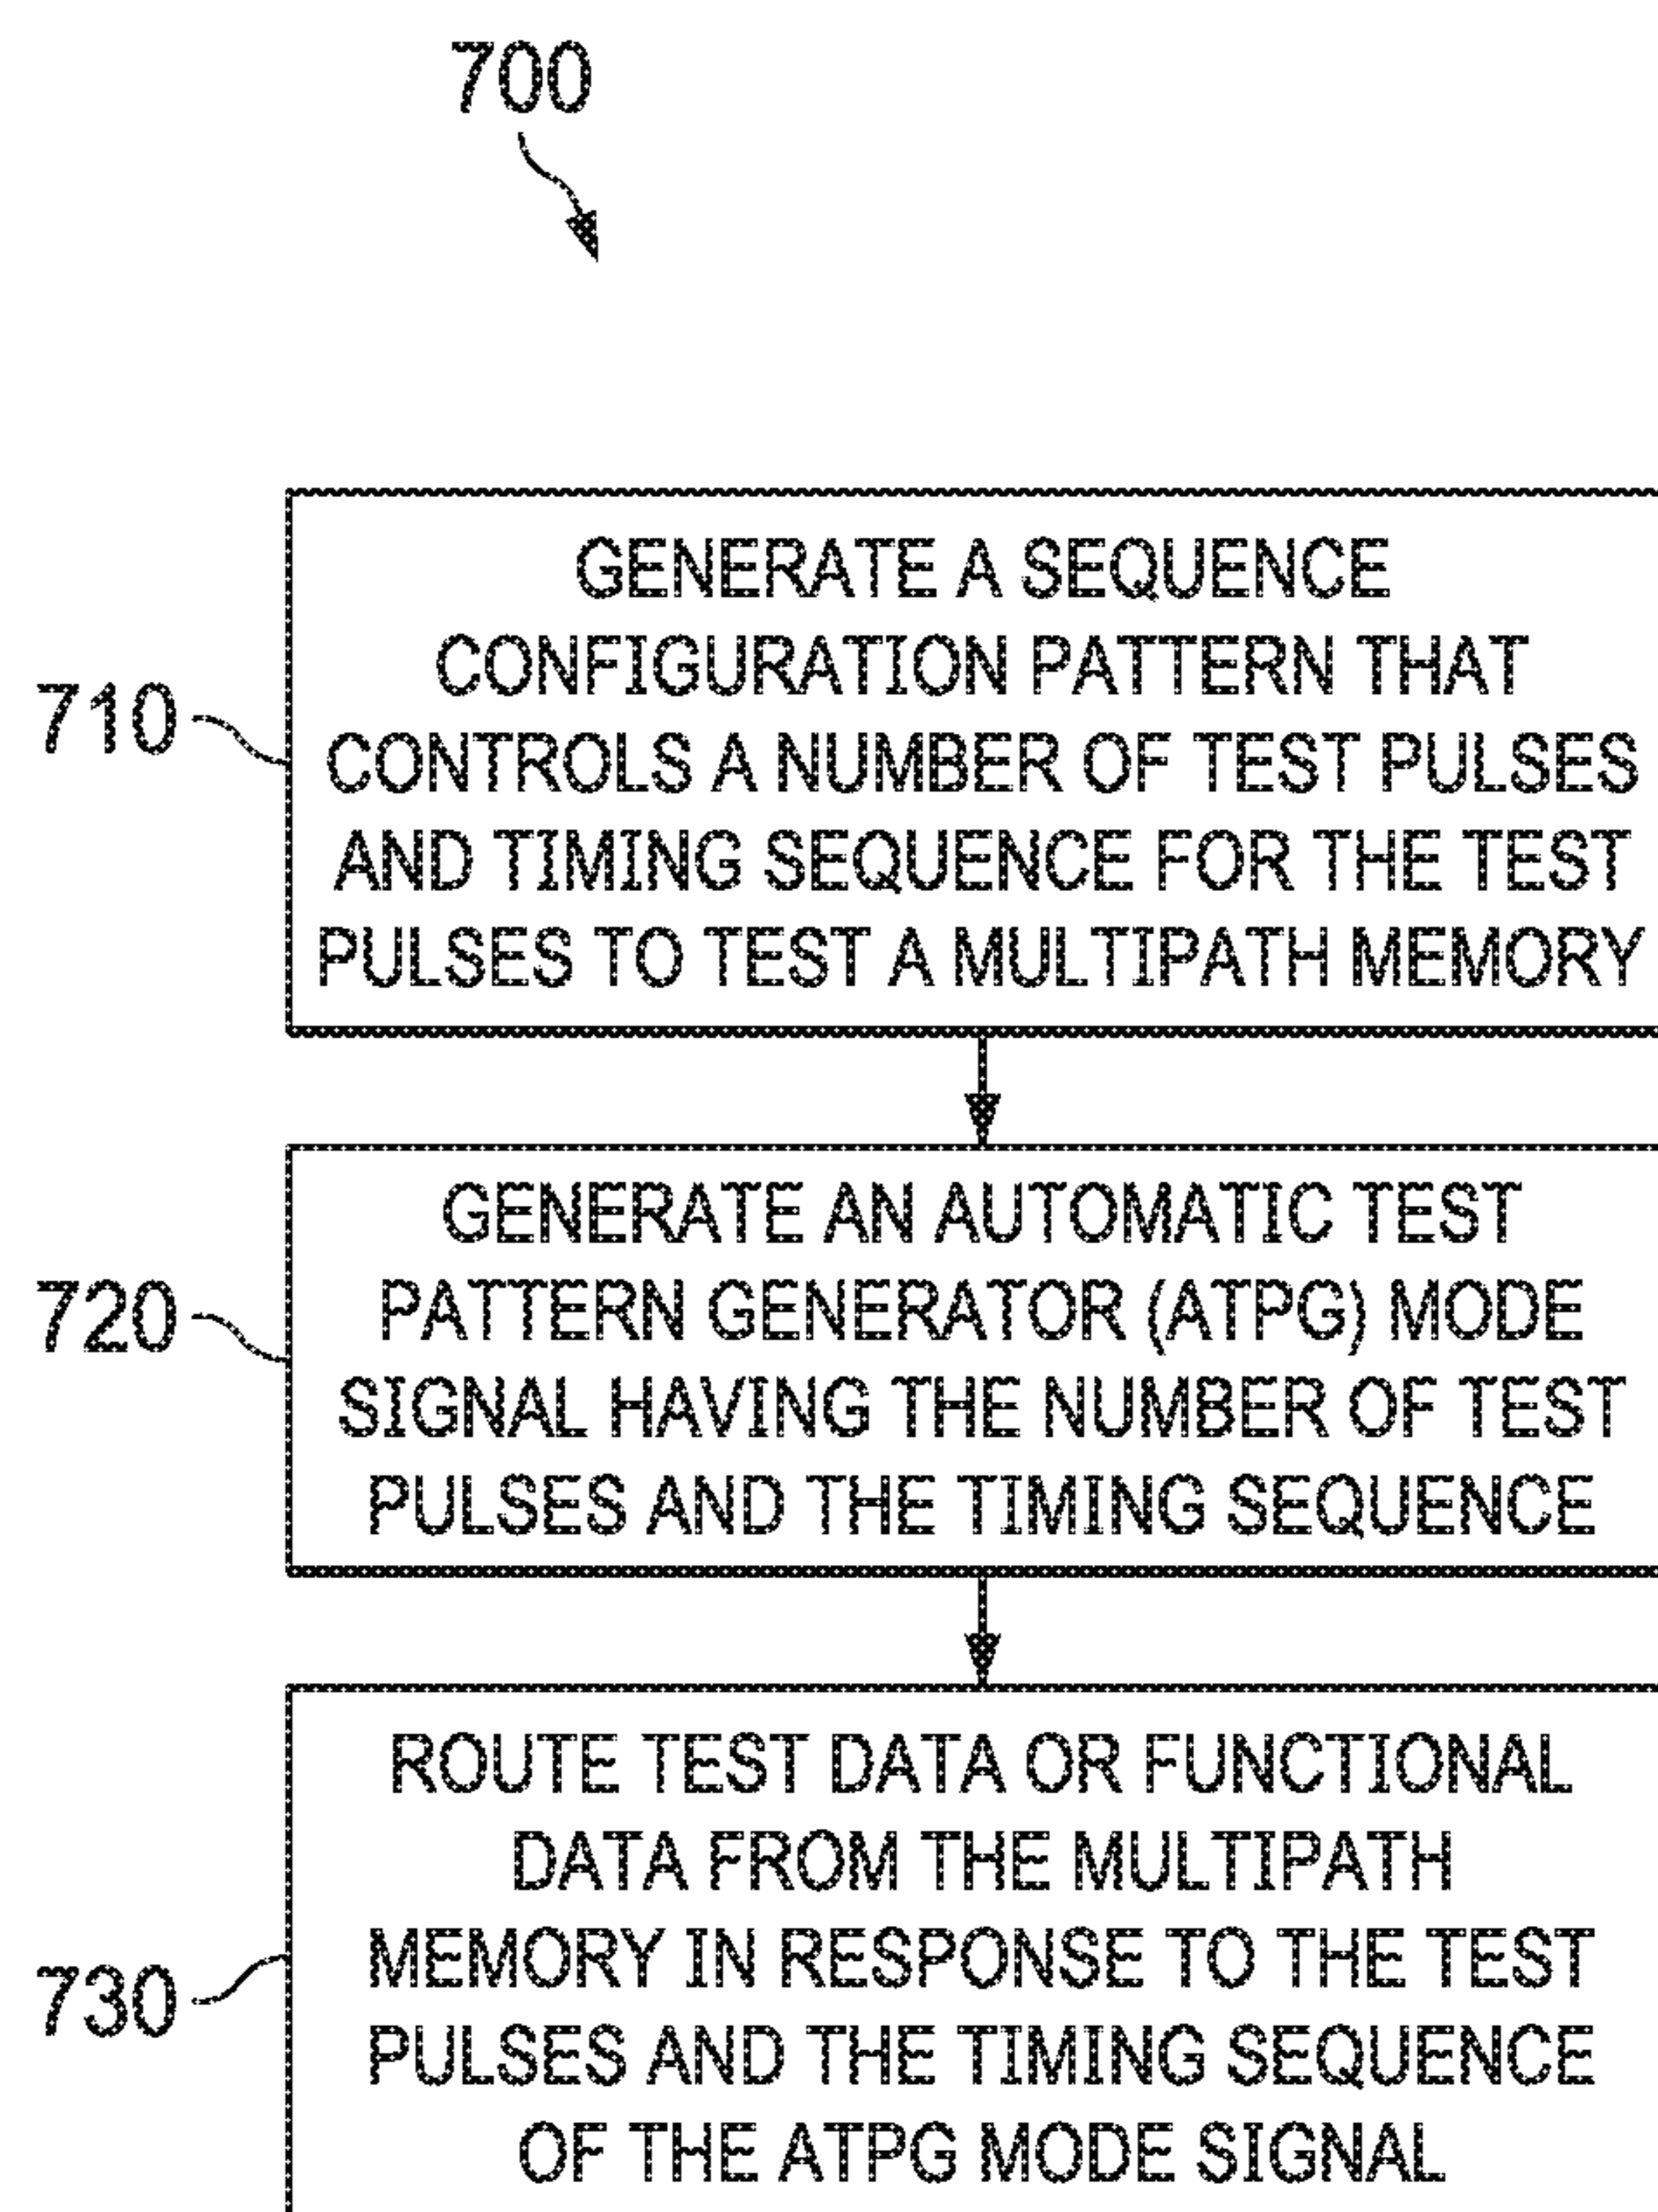 700
710
GENERATE A SEQUENCE
CONFIGURATION PATTERN THAT
CONTROLS A NUMBER OF TEST PULSES
AND TIMING SEQUENCE FOR THE TEST
PULSES TO TEST A MULTIPATH MEMORY
720
GENERATE AN AUTOMATIC TEST
PATTERN GENERATOR (ATPG) MODE
SIGNAL HAVING THE NUMBER OF TEST
PULSES AND THE TIMING SEQUENCE
730
ROUTE TEST DATA OR FUNCTIONAL
DATA FROM THE MULTIPATH
MEMORY IN RESPONSE TO THE TEST
PULSES AND THE TIMING SEQUENCE
OF THE ATPG MODE SIGNAL